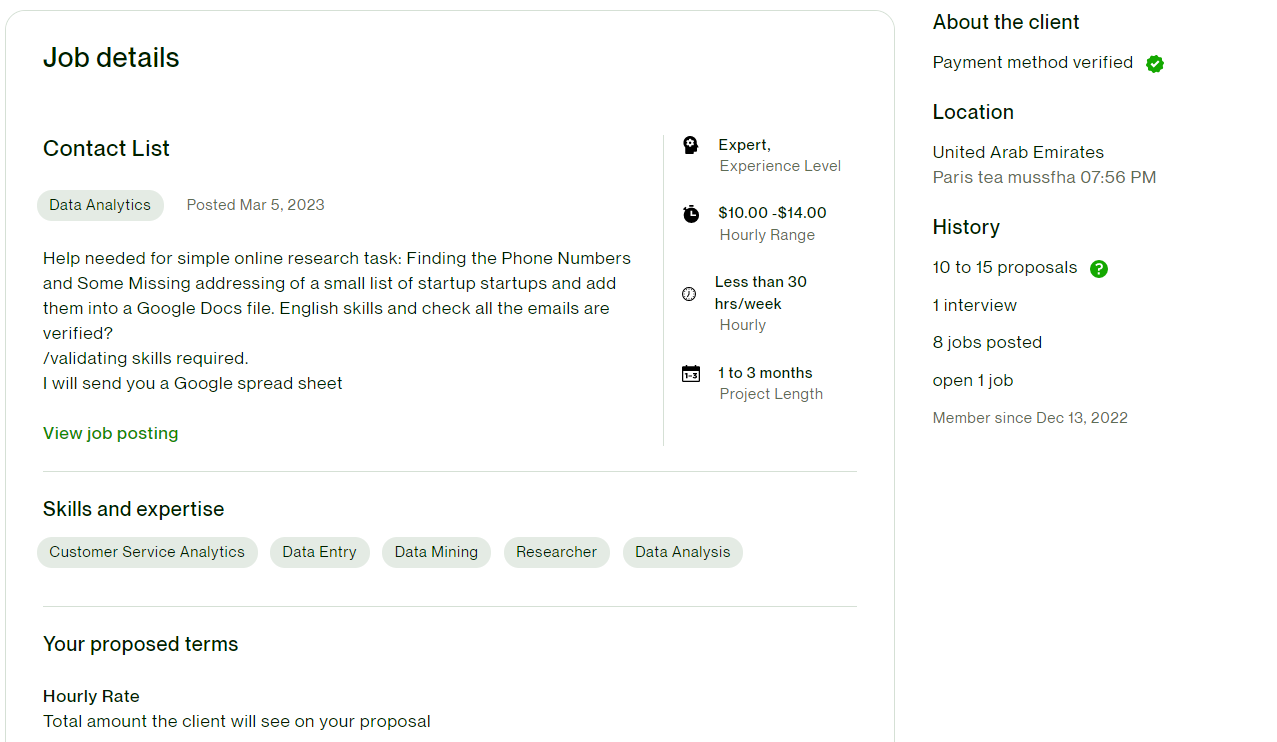 Job details
Contact List
Data Analytics
Posted Mar 5, 2023
Help needed for simple online research task: Finding the Phone Numbers
and Some Missing addressing of a small list of startup startups and add
them into a Google Docs file. English skills and check all the emails are
verified?
/validating skills required.
I will send you a Google spread sheet
View job posting
Expert,
Experience Level
$10.00 -$14.00
Hourly Range
Less than 30
hrs/week
Hourly
1-3
1 to 3 months
Project Length
Skills and expertise
Customer Service Analytics
Data Entry
Data Mining
Researcher
Data Analysis
Your proposed terms
Hourly Rate
Total amount the client will see on your proposal
About the client
Payment method verified
Location
United Arab Emirates
Paris tea mussfha 07:56 PM
History
10 to 15 proposals ?
1 interview
8 jobs posted
open 1 job
Member since Dec 13, 2022